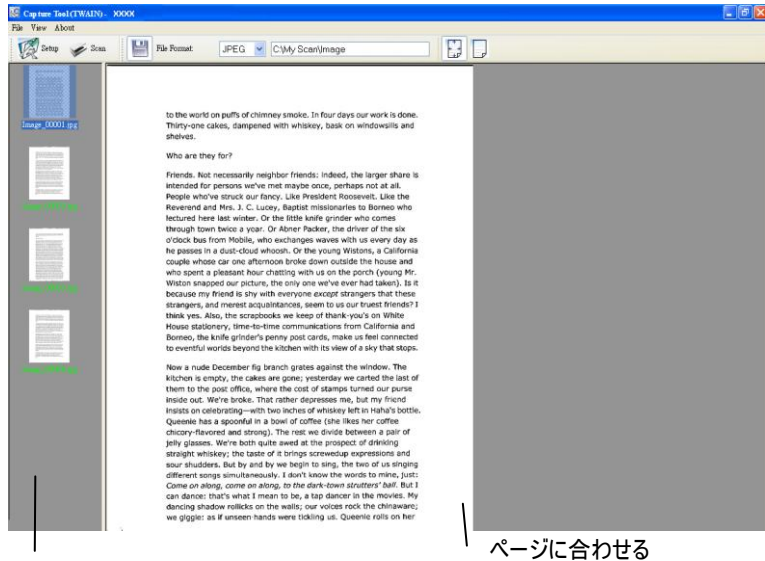 Capture Tool(TWAIN) - XXXX
File View About
Setup Scan File Format: JPEG C:\My Scan\Image
Image_00001.jpg
to the world on puffs of chimney smoke. In four days our work is done.
Thirty-one cakes, dampened with whiskey, bask on windowsills and
shelves.
Who are they for?
Friends. Not necessarily neighbor friends: indeed, the larger share is
intended for persons we've met maybe once, perhaps not at all.
People who've struck our fancy. Like President Roosevelt. Like the
Reverend and Mrs. J. C. Lucey, Baptist missionaries to Borneo who
lectured here last winter. Or the little knife grinder who comes
through town twice a year. Or Abner Packer, the driver of the six
o'clock bus from Mobile, who exchanges waves with us every day as
he passes in a dust-cloud whoosh. Or the young Wistons, a California
couple whose car one afternoon broke down outside the house and
who spent a pleasant hour chatting with us on the porch (young Mr.
Wiston snapped our picture, the only one we've ever had taken). Is it
because my friend is shy with everyone except strangers that these
strangers, and merest acquaintances, seem to us our truest friends? I
think yes. Also, the scrapbooks we keep of thank-you's on White
House stationery, time-to-time communications from California and
Borneo, the knife grinder's penny post cards, make us feel connected
to eventful worlds beyond the kitchen with its view of a sky that stops.
Now a nude December fig branch grates against the window. The
kitchen is empty, the cakes are gone; yesterday we carted the last of
them to the post office, where the cost of stamps turned our purse
inside out. We're broke. That rather depresses me, but my friend
insists on celebrating—with two inches of whiskey left in Haha's bottle.
Queenie has a spoonful in a bowl of coffee (she likes her coffee
chicory-flavored and strong). The rest we divide between a pair of
jelly glasses. We're both quite awed at the prospect of drinking
straight whiskey; the taste of it brings screwedup expressions and
sour shudders. But by and by we begin to sing, the two of us singing
different songs simultaneously. I don't know the words to mine, just:
Come on along, come on along, to the dark-town strutters' ball. But I
can dance: that's what I mean to be, a tap dancer in the movies. My
dancing shadow rollicks on the walls; our voices rock the chinaware;
we giggle: as if unseen hands were tickling us. Queenie rolls on her
ページに合わせる